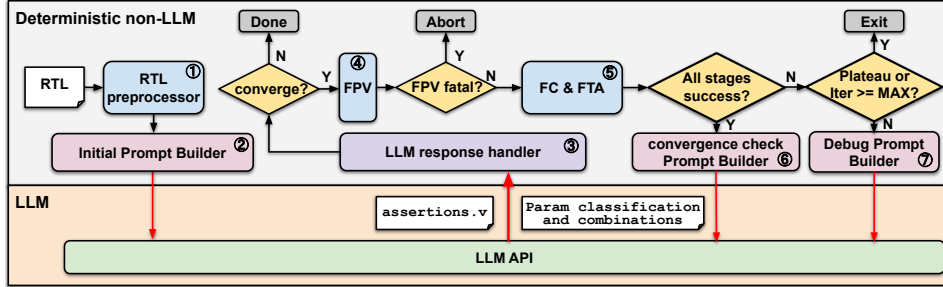 Deterministic non-LLM
Done
Abort
Exit
N
Y
Y
RTL
①
RTL
preprocessor
converge?
Y
④
FPV
FPV fatal?
N
⑤
FC & FTA
All stages
success?
N
Plateau or
Iter >= MAX?
Y
N
Initial Prompt Builder
②
LLM response handler
③
convergence check
Prompt Builder
⑥
Debug Prompt
Builder
⑦
LLM
assertions.v
Param classification
and combinations
LLM API